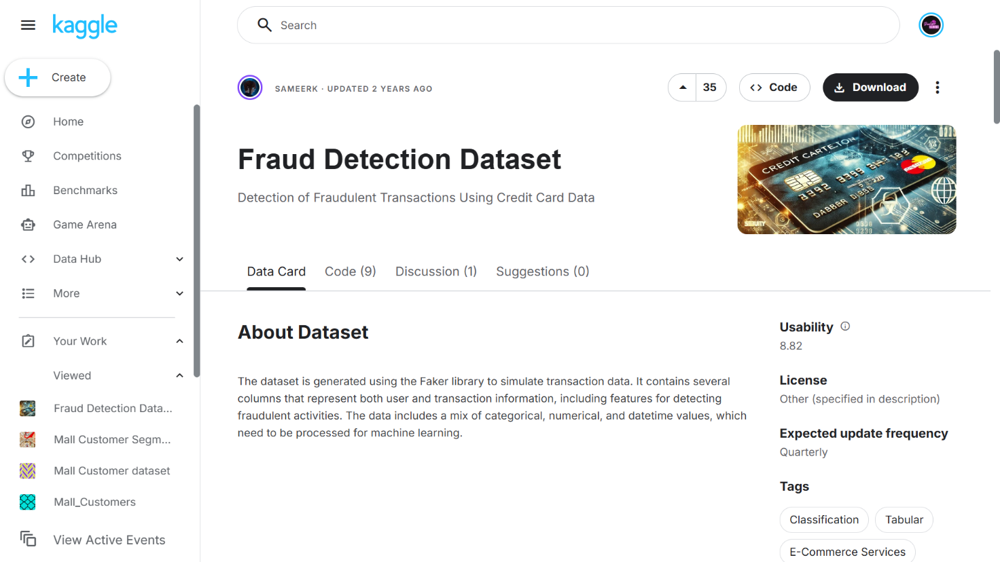 kaggle
Search
Create
Home
Competitions
Benchmarks
Game Arena
Data Hub
More
Your Work
Viewed
Fraud Detection Data...
Mall Customer Segm...
Mall Customer dataset
Mall_Customers
View Active Events
SAMEERK · UPDATED 2 YEARS AGO
35
Code
Download
Fraud Detection Dataset
Detection of Fraudulent Transactions Using Credit Card Data
CREDIT CARTETON
Data Card
Code (9)
Discussion (1)
Suggestions (0)
About Dataset
The dataset is generated using the Faker library to simulate transaction data. It contains several
columns that represent both user and transaction information, including features for detecting
fraudulent activities. The data includes a mix of categorical, numerical, and datetime values, which
need to be processed for machine learning.
Usability
8.82
License
Other (specified in description)
Expected update frequency
Quarterly
Tags
Classification
Tabular
E-Commerce Services